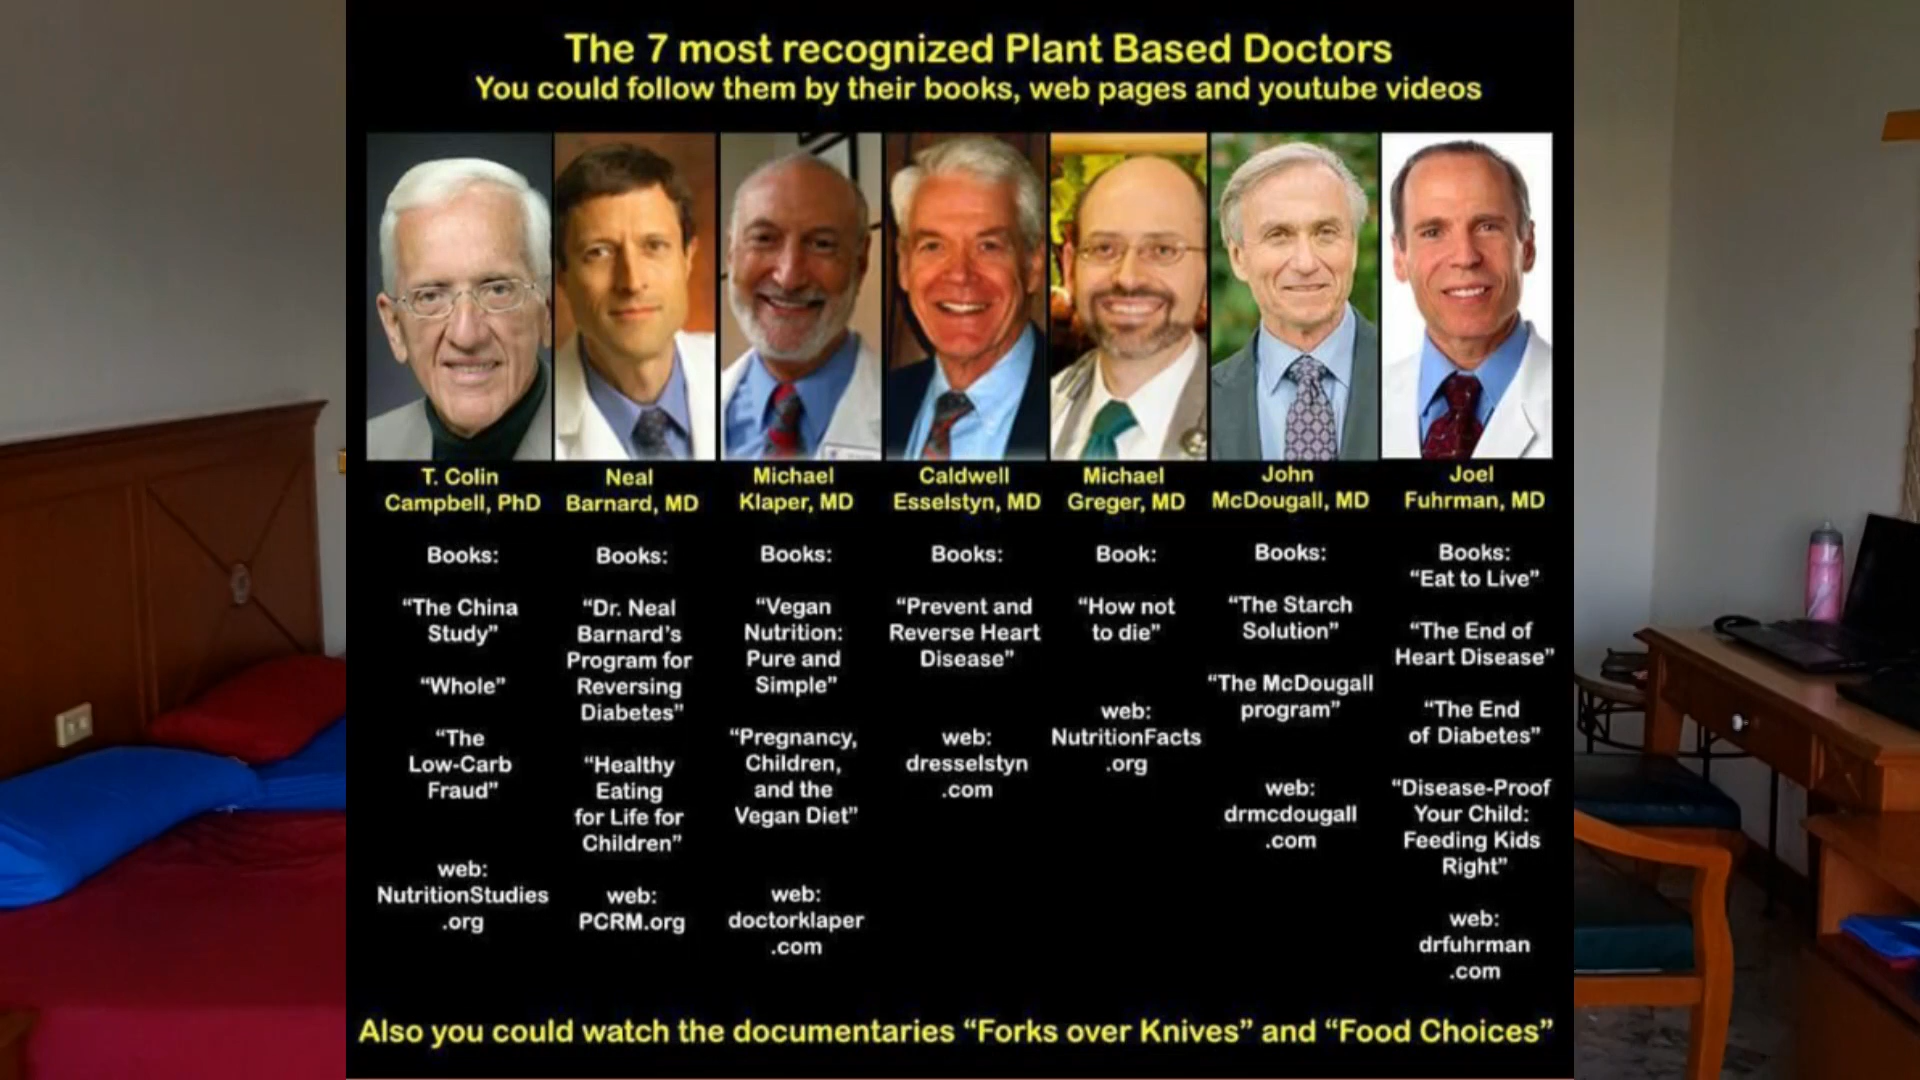 The 7 most recognized Plant Based Doctors
You could follow them by their books, web pages and youtube videos
T. Colin
Campbell, PhD
Books:
“The China
Study”
“Whole”
“The
Low-Carb
Fraud”
web:
NutritionStudies
.org
Neal
Barnard, MD
Books:
“Dr. Neal
Barnard’s
Program for
Reversing
Diabetes”
“Healthy
Eating
for Life for
Children”
web:
PCRM.org
Michael
Klaper, MD
Books:
“Vegan
Nutrition:
Pure and
Simple”
“Pregnancy,
Children,
and the
Vegan Diet”
web:
doctorklaper
.com
Caldwell
Esselstyn, MD
Books:
“Prevent and
Reverse Heart
Disease”
web:
dresselstyn
.com
Michael
Greger, MD
Book:
“How not
to die”
web:
NutritionFacts
.org
John
McDougall, MD
Books:
“The Starch
Solution”
“The McDougall
program”
web:
drmcdougall
.com
Joel
Fuhrman, MD
Books:
“Eat to Live”
“The End of
Heart Disease”
“The End
of Diabetes”
“Disease-Proof
Your Child:
Feeding Kids
Right”
web:
drfuhrman
.com
Also you could watch the documentaries “Forks over Knives” and “Food Choices”